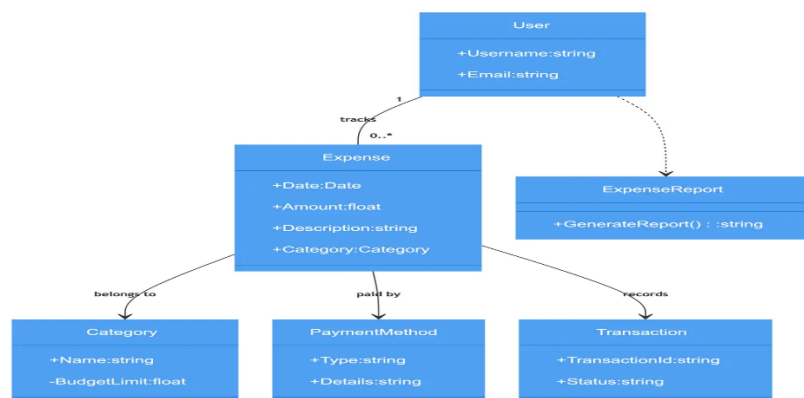 User
+Username:string
+Email:string
1
tracks
0..*
Expense
+Date:Date
+Amount:float
+Description:string
+Category:Category
ExpenseReport
+GenerateReport() : :string
belongs to
paid by
records
Category
+Name:string
-BudgetLimit:float
PaymentMethod
+Type:string
+Details:string
Transaction
+TransactionId:string
+Status:string